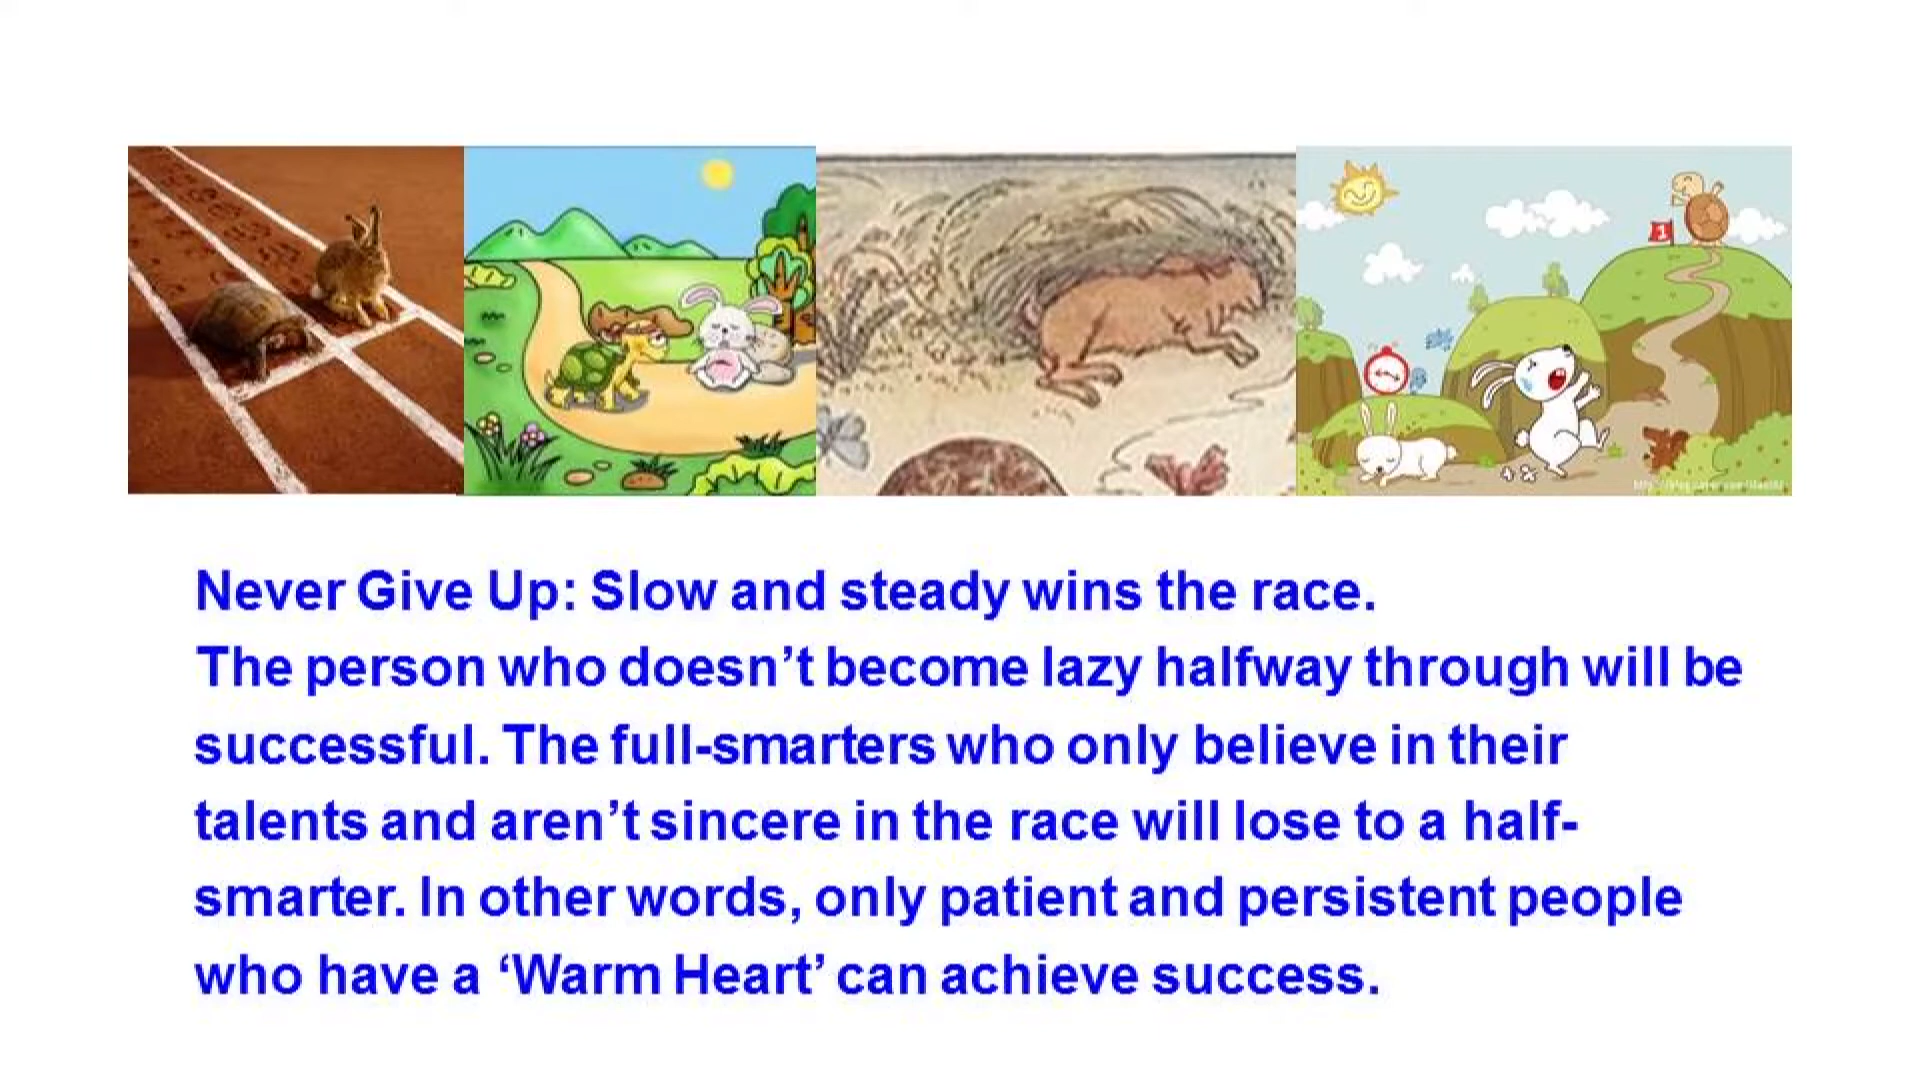 1
Never Give Up: Slow and steady wins the race.
The person who doesn’t become lazy halfway through will be
successful. The full-smarters who only believe in their
talents and aren’t sincere in the race will lose to a half-
smarter. In other words, only patient and persistent people
who have a ‘Warm Heart’ can achieve success.